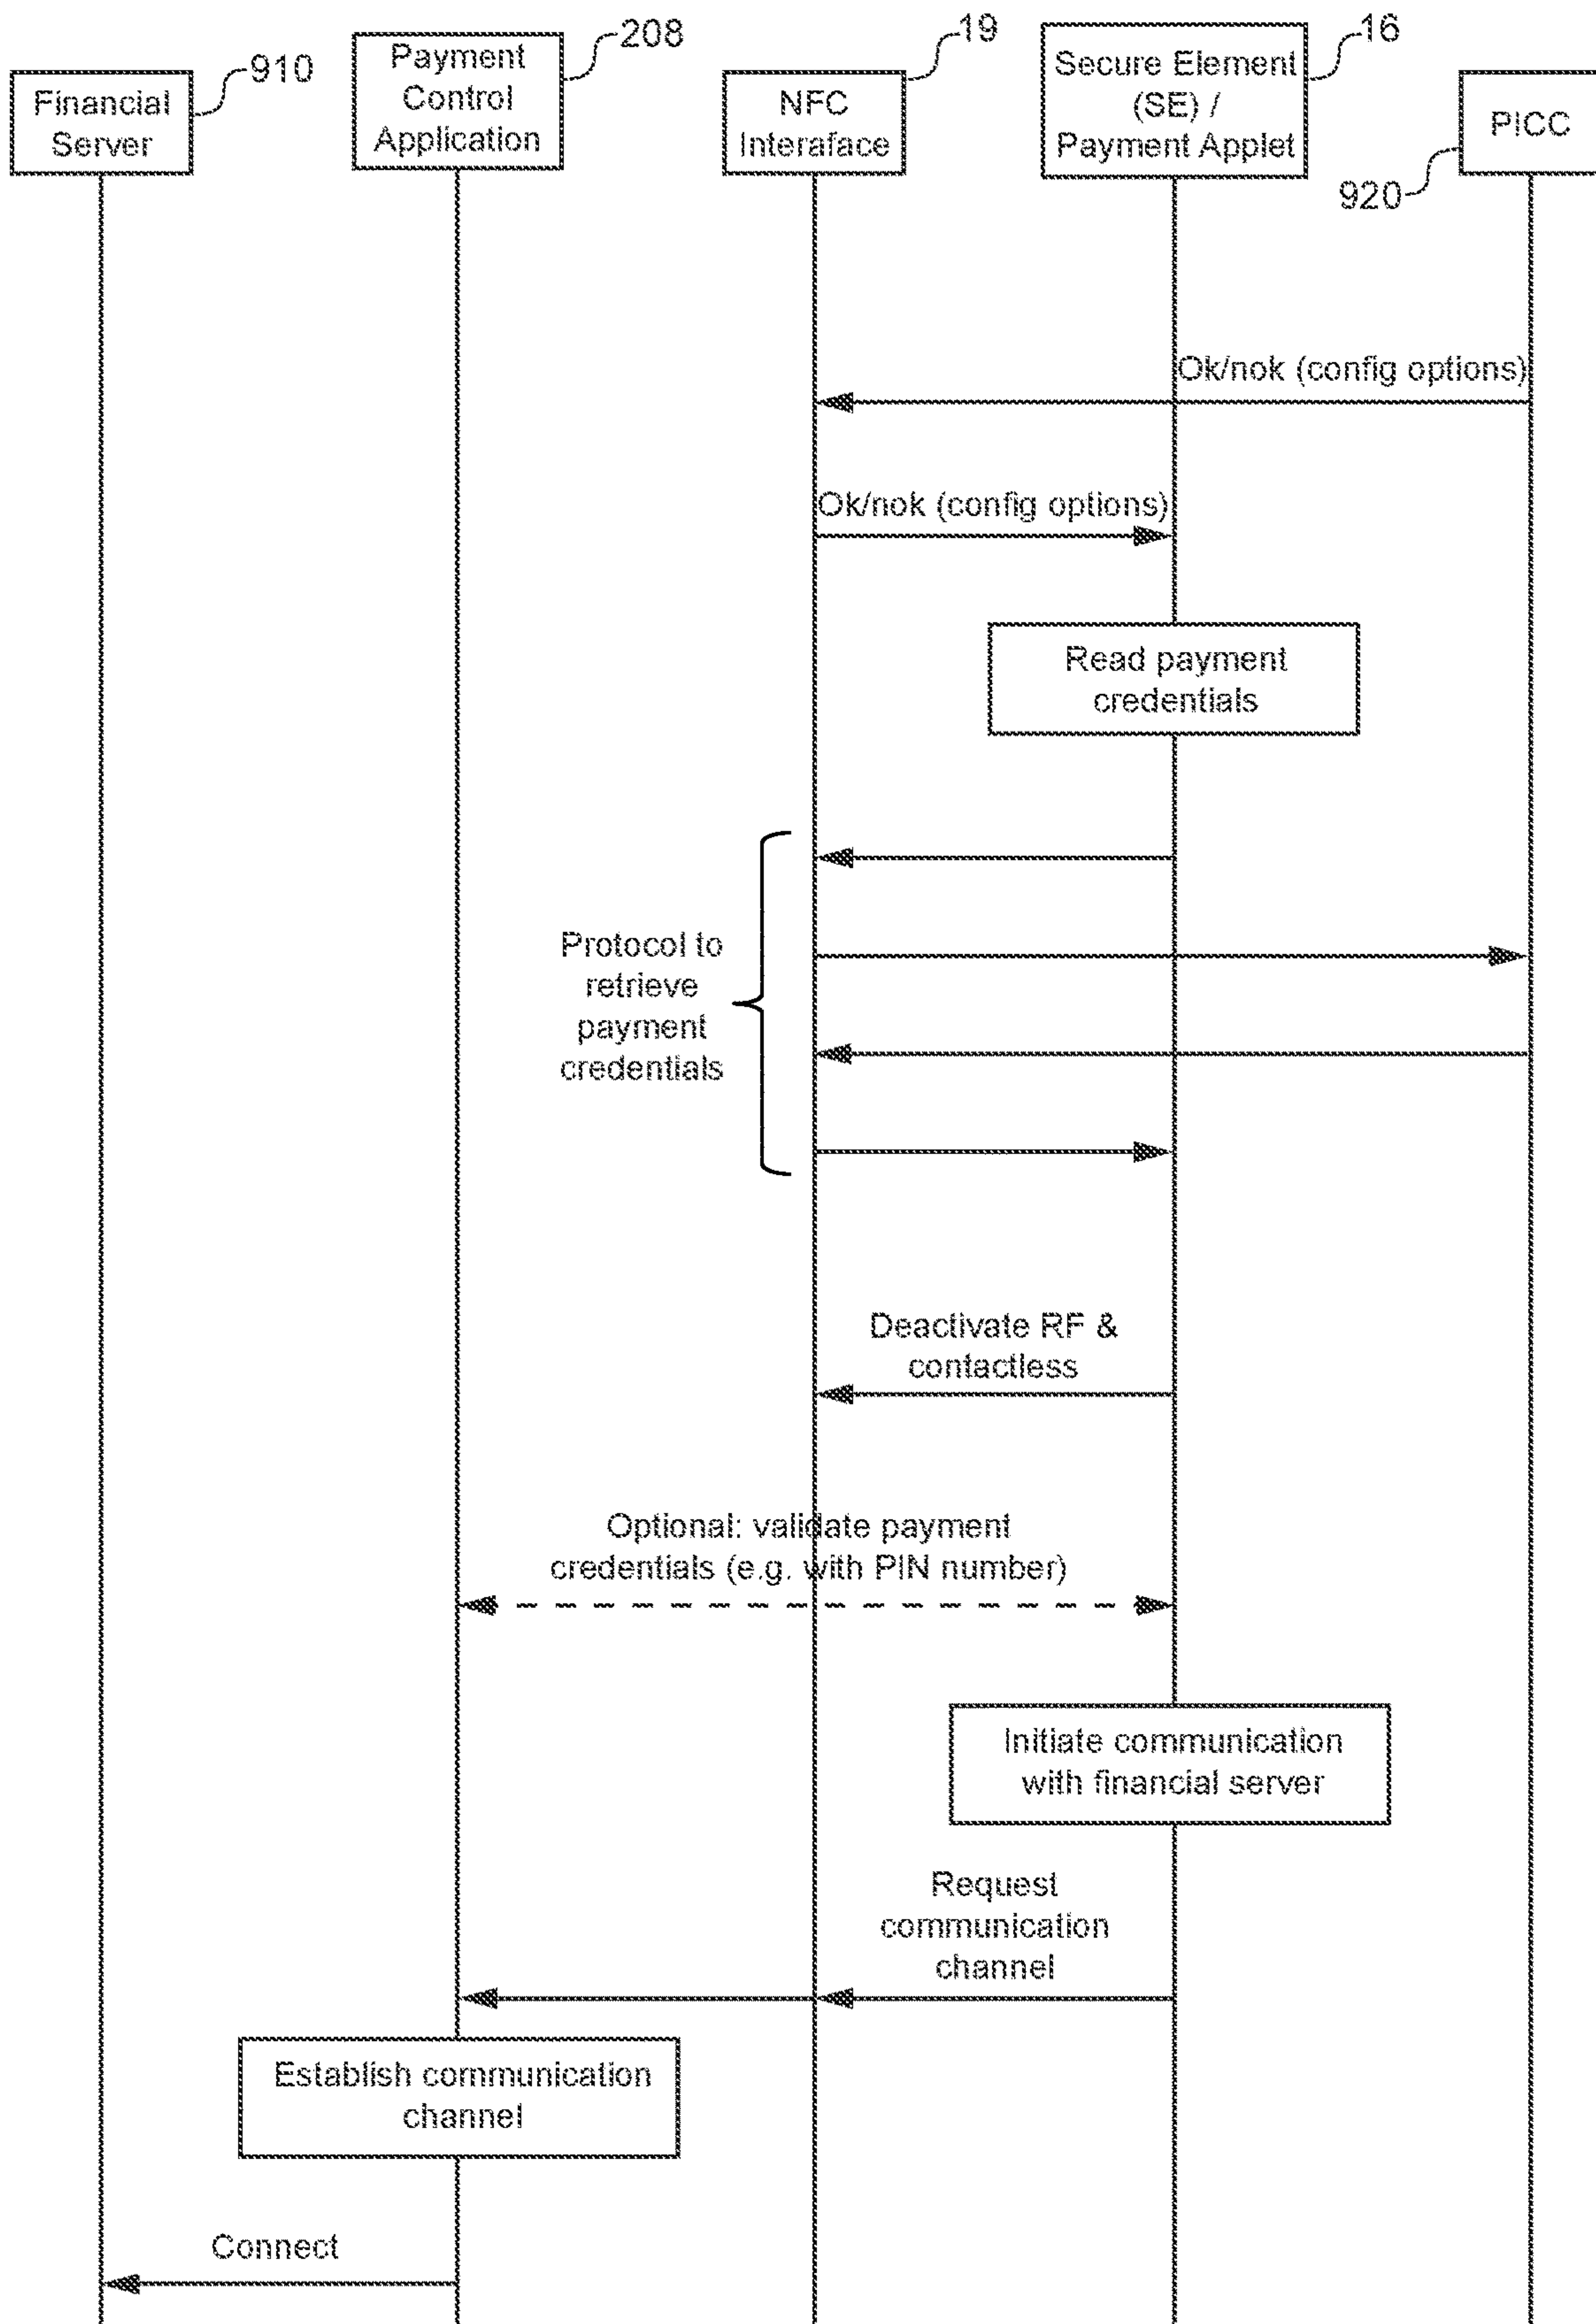 910
Financial
Server
208
Payment
Control
Application
19
NFC
Interaface
16
Secure Element
(SE) /
Payment Applet
PICC
920
Ok/nok (config options)
Ok/nok (config options)
Read payment
credentials
Protocol to
retrieve
payment
credentials
Deactivate RF &
contactless
Optional: validate payment
credentials (e.g. with PIN number)
Initiate communication
with financial server
Request
communication
channel
Establish communication
channel
Connect